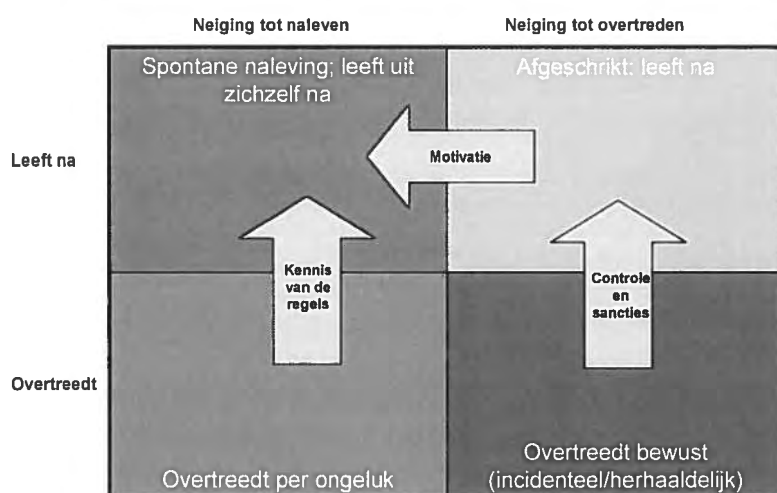 Neiging tot naleven
Neiging tot overtreden
Spontane naleving; leeft uit
zichzelf na
Afgeschrikt: leeft na
Leeft na
Motivatie
Kennis
van de
regels
Controle
en
sancties
Overtreedt
Overtreedt per ongeluk
Overtreedt bewust
(incidenteel/herhaaldelijk)